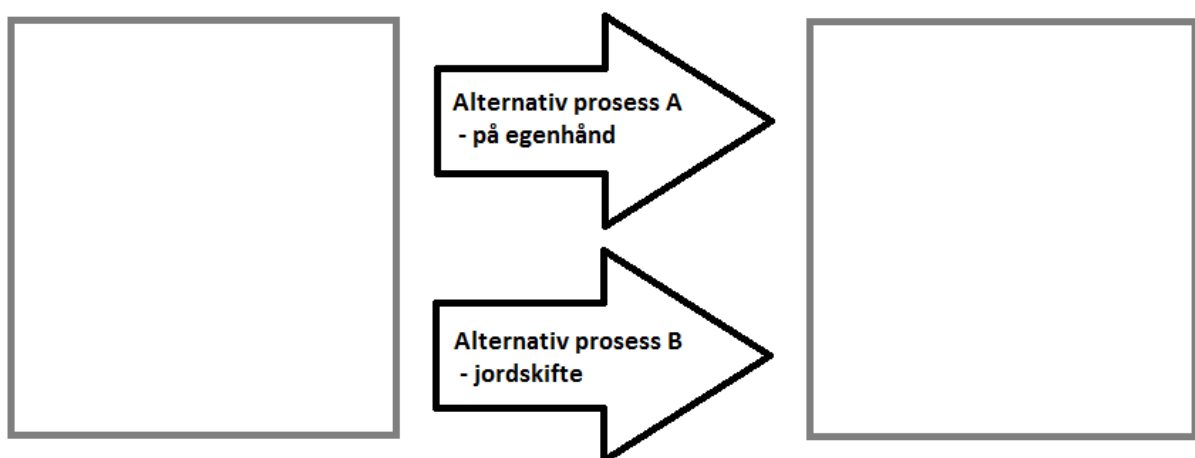 Alternativ prosess A
- på egenhånd
Alternativ prosess B
- jordskifte